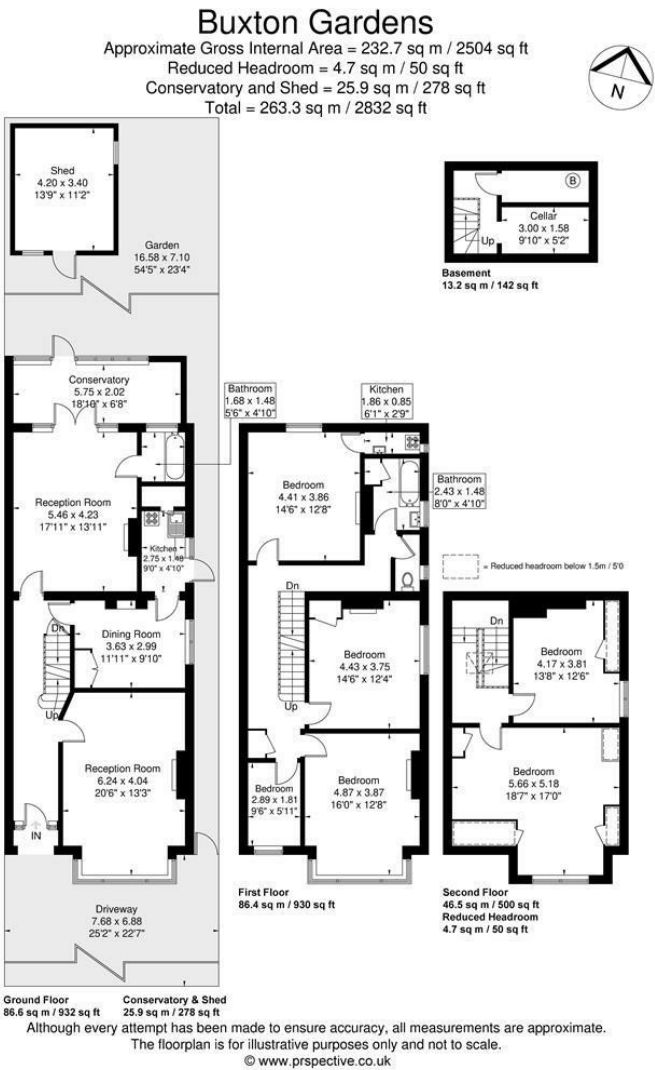 Buxton Gardens
Approximate Gross Internal Area = 232.7 sq m / 2504 sq ft
Reduced Headroom = 4.7 sq m / 50 sq ft
Conservatory and Shed = 25.9 sq m / 278 sq ft
Total = 263.3 sq m / 2832 sq ft
N
Shed
4.20 x 3.40
13'9" x 11'2"
Garden
16.58 x 7.10
54'5" x 23'4"
B
Cellar
3.00 x 1.58
9'10" x 5'2"
Up
Basement
13.2 sq m / 142 sq ft
Conservatory
5.75 x 2.02
18'10" x 6'8"
Bathroom
1.68 x 1.48
5'6" x 4'10"
Kitchen
1.86 x 0.85
6'1" x 2'9"
Reception Room
5.46 x 4.23
17'11" x 13'11"
Kitchen
2.75 x 1.48
9'0" x 4'10"
Bedroom
4.41 x 3.86
14'6" x 12'8"
Bathroom
2.43 x 1.48
8'0" x 4'10"
= Reduced headroom below 1.5m / 5'0
Dn
Dining Room
3.63 x 2.99
11'11" x 9'10"
Up
Dn
Bedroom
4.43 x 3.75
14'6" x 12'4"
Up
Dn
Bedroom
4.17 x 3.81
13'8" x 12'6"
Reception Room
6.24 x 4.04
20'6" x 13'3"
IN
Bedroom
2.89 x 1.81
9'6" x 5'11"
Bedroom
4.87 x 3.87
16'0" x 12'8"
Bedroom
5.66 x 5.18
18'7" x 17'0"
First Floor
86.4 sq m / 930 sq ft
Second Floor
46.5 sq m / 500 sq ft
Reduced Headroom
4.7 sq m / 50 sq ft
Driveway
7.68 x 6.88
25'2" x 22'7"
Ground Floor
86.6 sq m / 932 sq ft
Conservatory & Shed
25.9 sq m / 278 sq ft
Although every attempt has been made to ensure accuracy, all measurements are approximate.
The floorplan is for illustrative purposes only and not to scale.
© www.prspective.co.uk